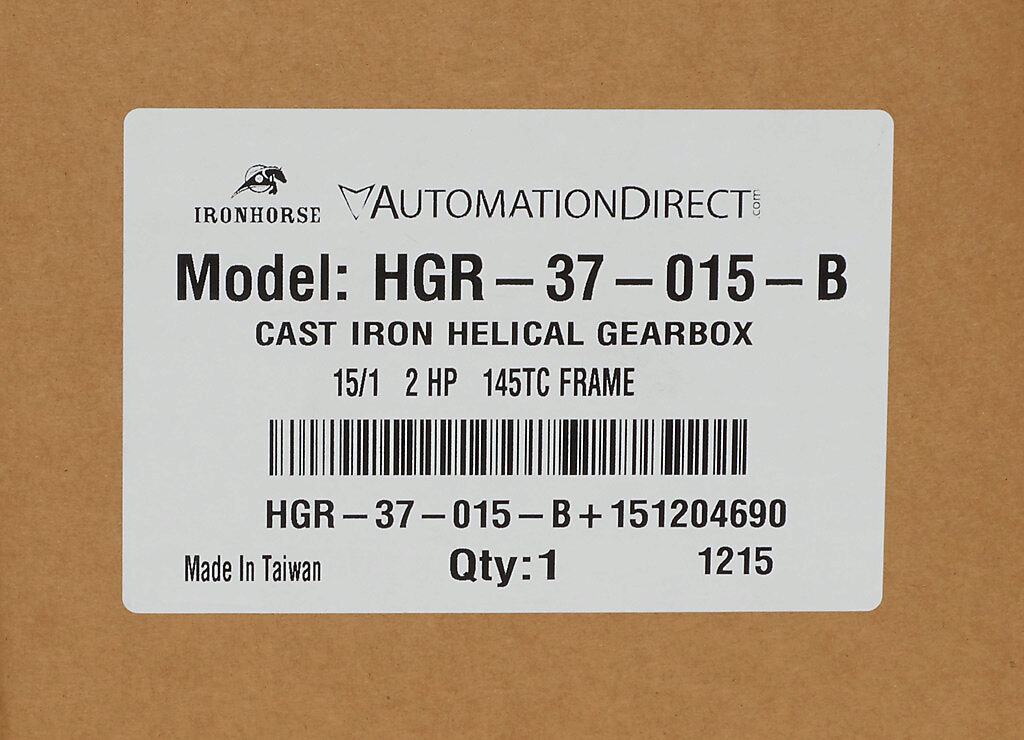 IRONHORSE AUTOMATIONDIRECT.com
Model: HGR–37–015–B
CAST IRON HELICAL GEARBOX
15/1 2 HP 145TC FRAME
HGR–37–015–B+151204690
Made In Taiwan Qty:1 1215